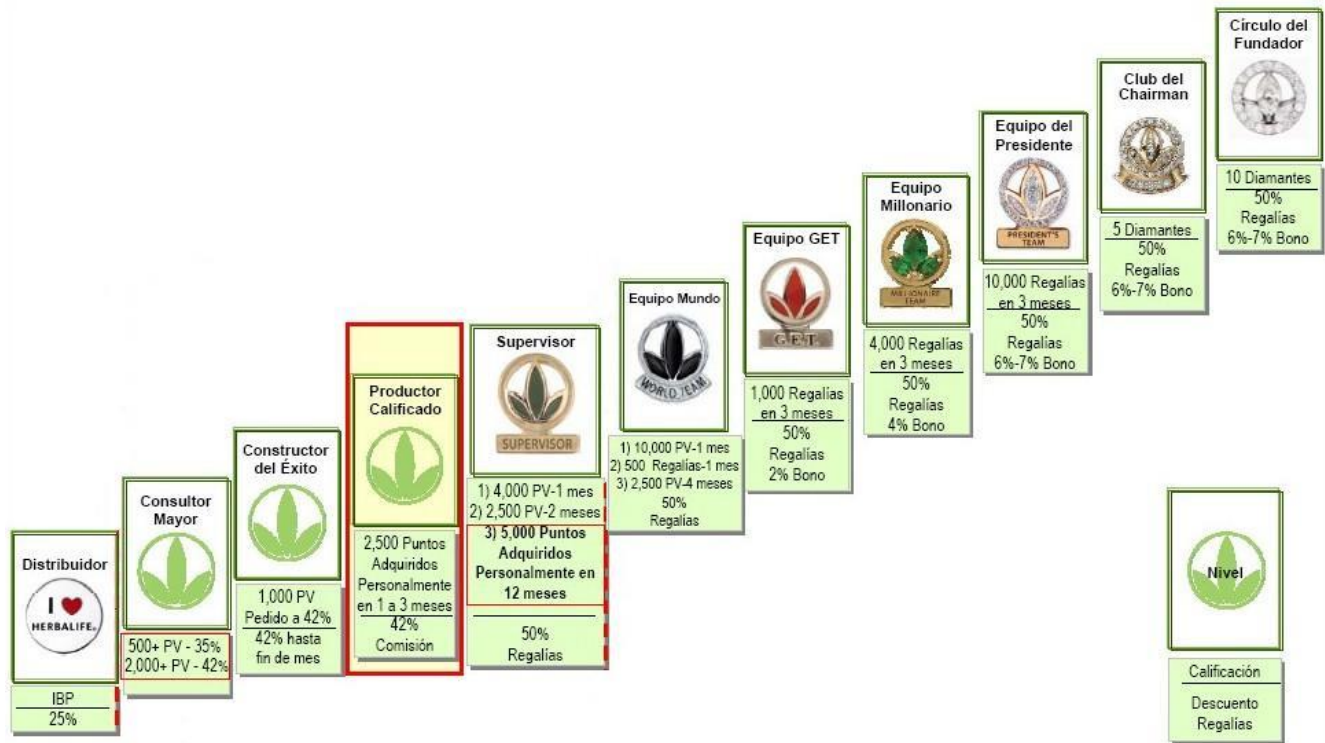 Distribuidor
I ♥
HERBALIFE.
IBP
25%
Consultor
Mayor
500+ PV - 35%
2,000+ PV - 42%
Constructor
del Éxito
1,000 PV
Pedido a 42%
42% hasta
fin de mes
Productor
Calificado
2,500 Puntos
Adquiridos
Personalmente
en 1 a 3 meses
42%
Comisión
Supervisor
SUPERVISOR
1) 4,000 PV-1 mes
2) 2,500 PV-2 meses
3) 5,000 Puntos
Adquiridos
Personalmente en
12 meses
50%
Regalías
Equipo Mundo
WORLD TEAM
1) 10,000 PV-1 mes
2) 500 Regalías-1 mes
3) 2,500 PV-4 meses
50%
Regalías
Equipo GET
G.E.T.
1,000 Regalías
en 3 meses
50%
Regalías
2% Bono
Equipo
Millonario
MILLIONAIRE
TEAM
4,000 Regalías
en 3 meses
50%
Regalías
4% Bono
Equipo del
Presidente
PRESIDENT'S
TEAM
10,000 Regalías
en 3 meses
50%
Regalías
6%-7% Bono
Club del
Chairman
5 Diamantes
50%
Regalías
6%-7% Bono
Círculo del
Fundador
10 Diamantes
50%
Regalías
6%-7% Bono
Nivel
Calificación
Descuento
Regalías